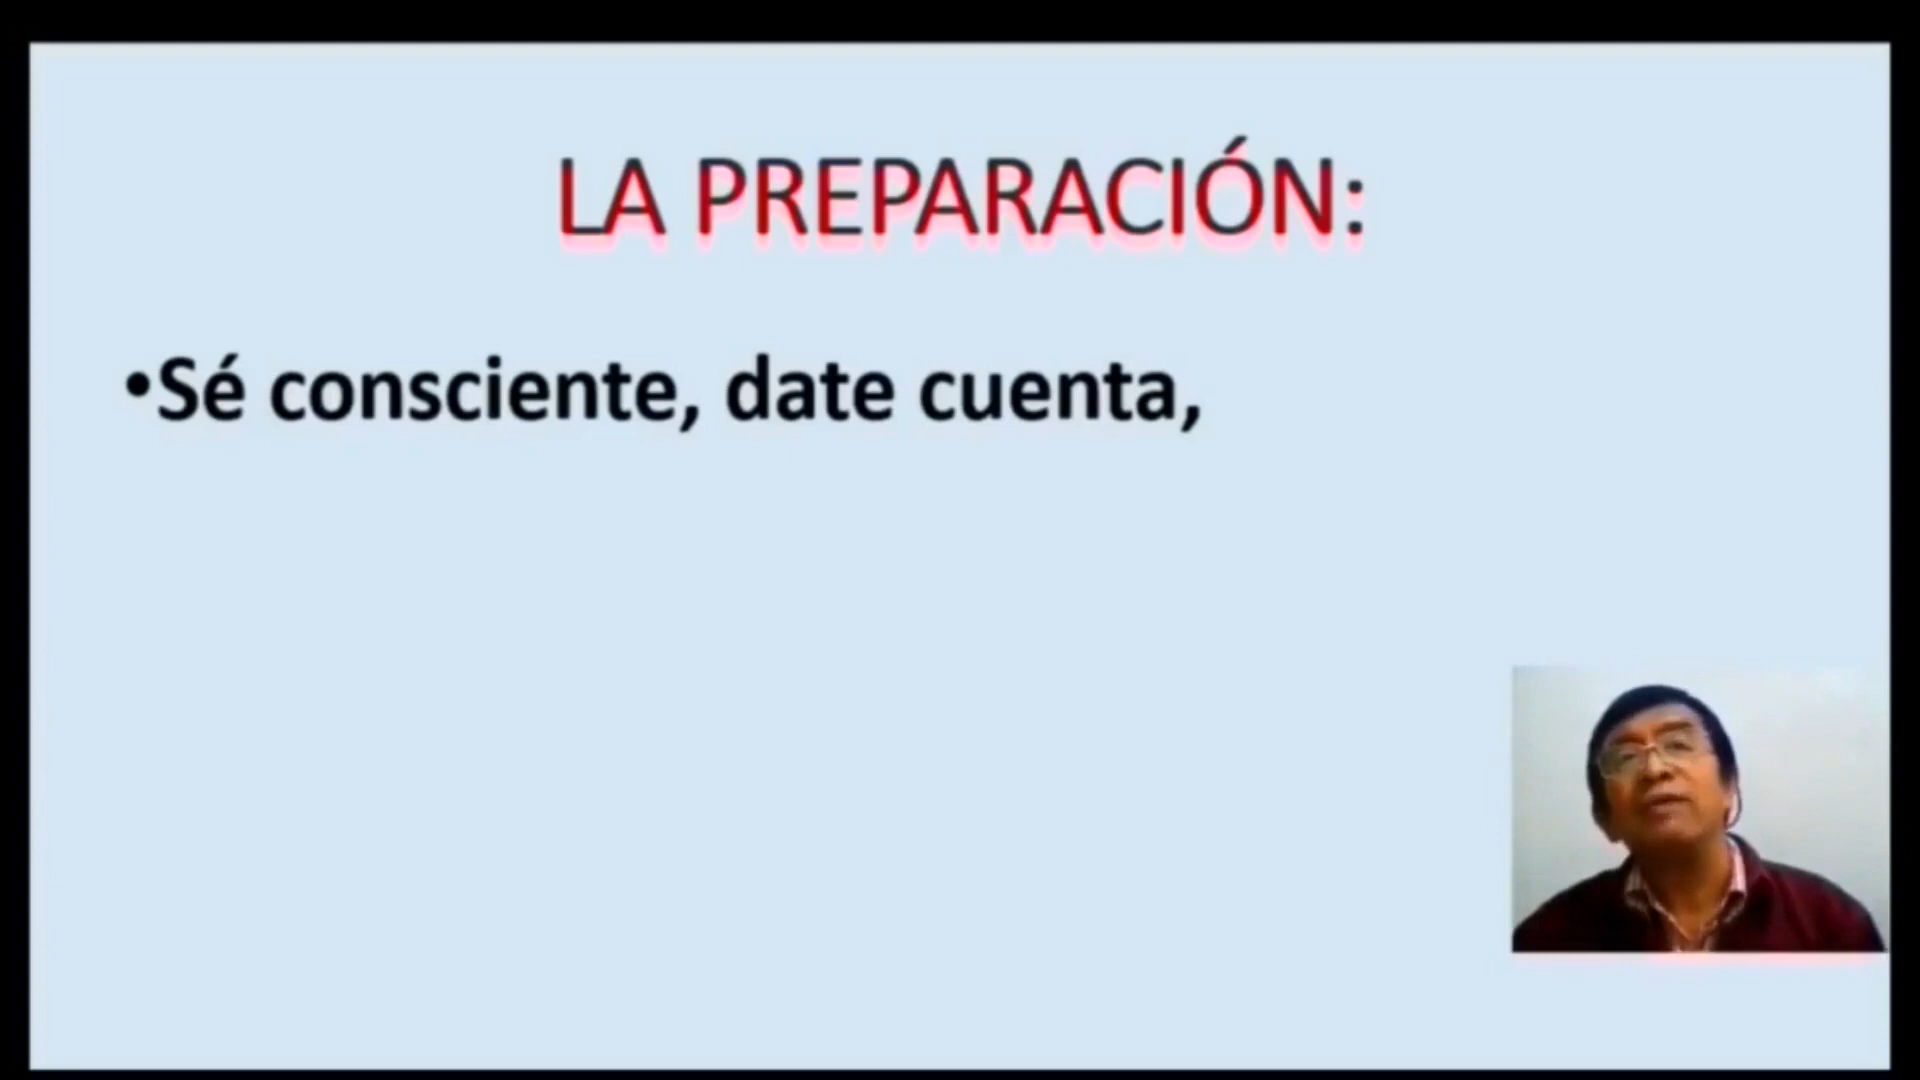 LA PREPARACIÓN:
•Sé consciente, date cuenta,